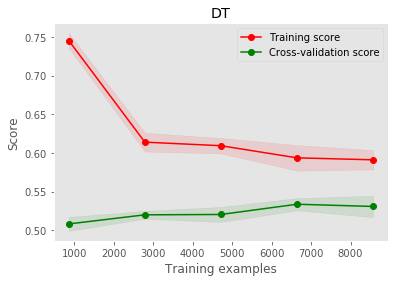 DT
Training score
Cross-validation score
Score
0.75
0.70
0.65
0.60
0.55
0.50
1000 2000 3000 4000 5000 6000 7000 8000
Training examples